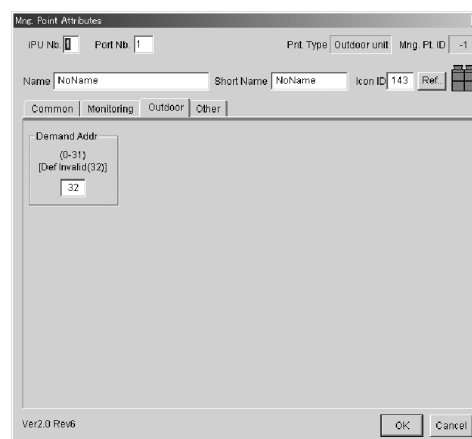 Mng. Point Attributes
IPU Nb. 1 Port Nb. 1 Pnt. Type Outdoor unit Mng. Pt. ID -1
Name NoName Short Name NoName Icon ID 143 Ref..
Common Monitoring Outdoor Other
Demand Addr
(0-31)
[Def Invalid(32)]
32
Ver2.0 Rev6 OK Cancel